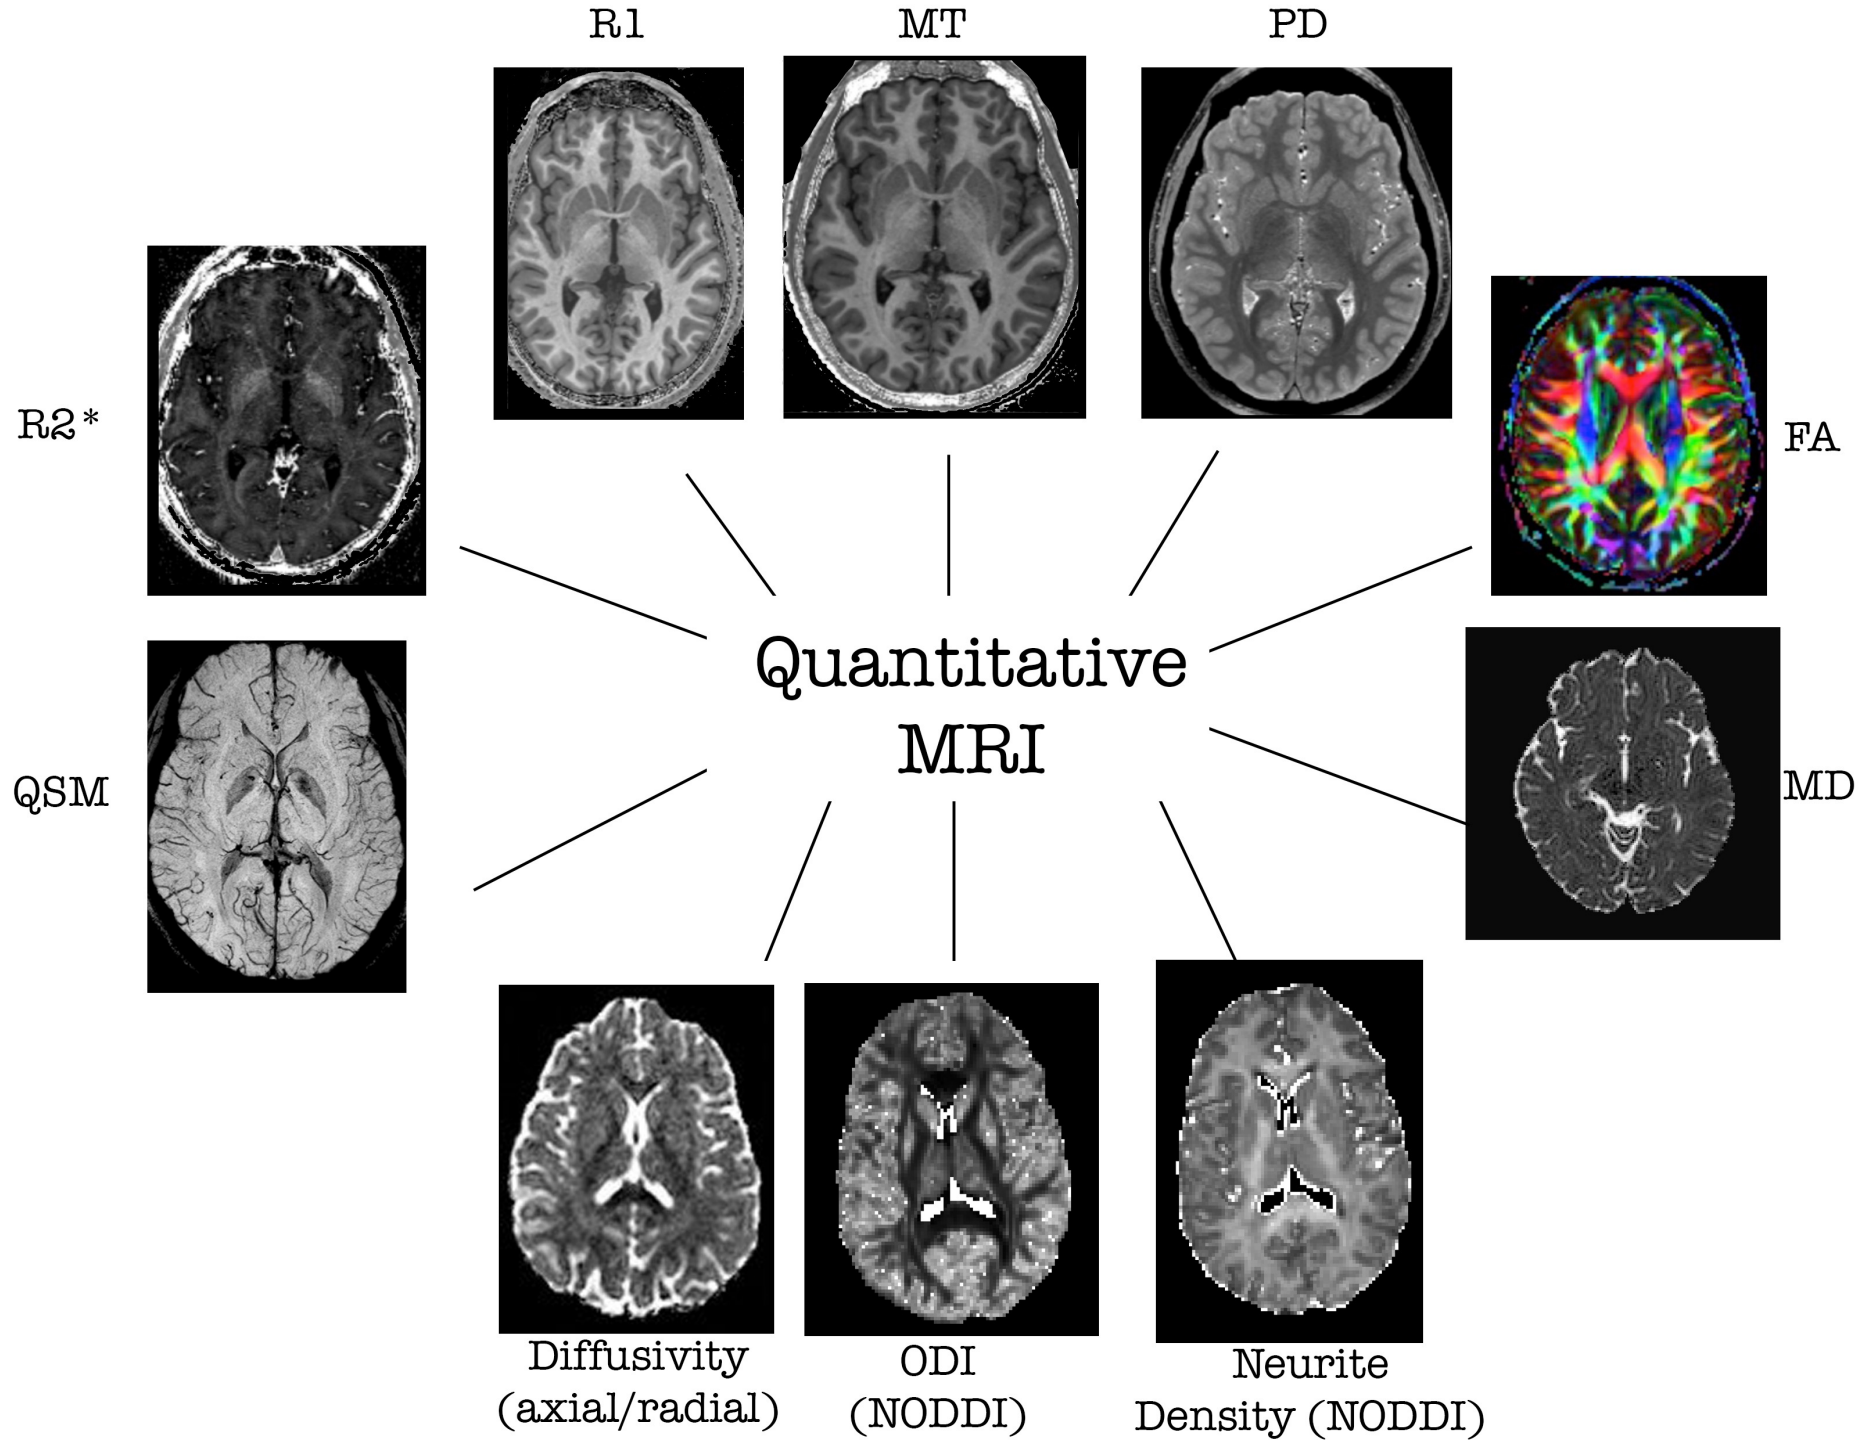 R1
MT
PD
R2*
FA
Quantitative
MRI
QSM
MD
Diffusivity
(axial/radial)
ODI
(NODDI)
Neurite
Density (NODDI)